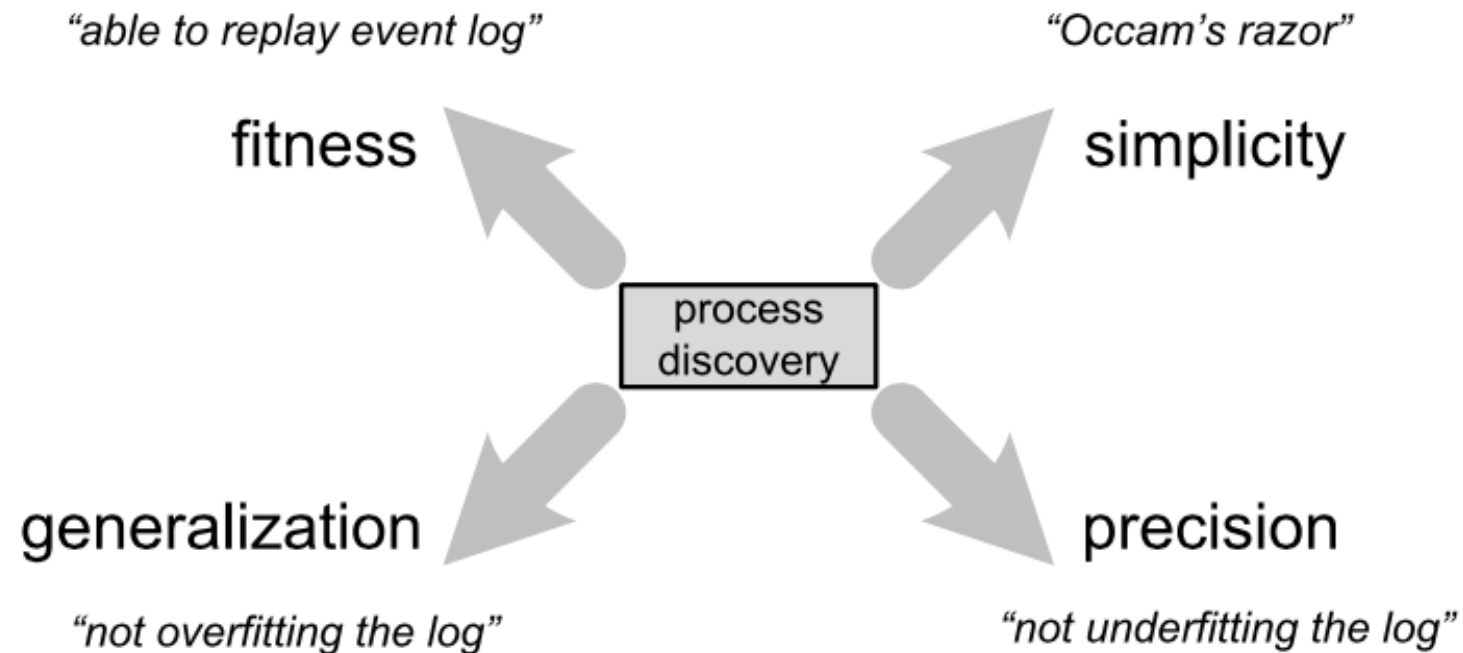 “able to replay event log”
“Occam’s razor”
fitness
simplicity
process
discovery
generalization
precision
“not overfitting the log”
“not underfitting the log”